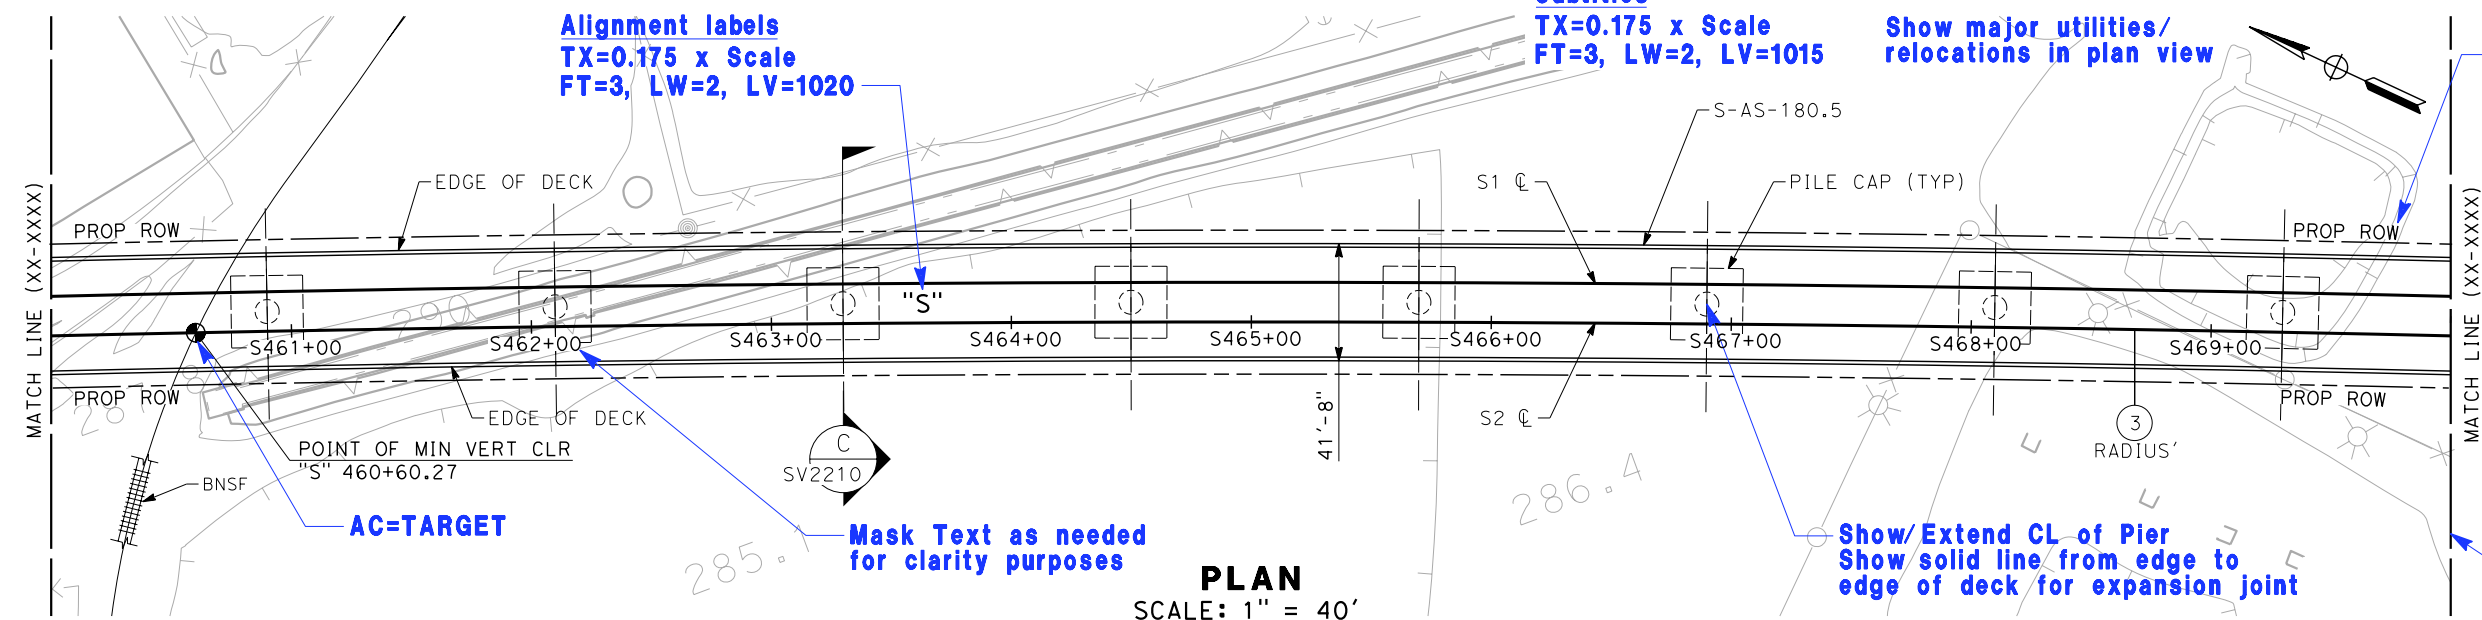 Alignment labels
TX=0.175 x Scale
FT=3, LW=2, LV=1020
TX=0.175 x Scale
FT=3, LW=2, LV=1015
Show major utilities/
relocations in plan view
S-AS-180.5
EDGE OF DECK
S1 ℄
PILE CAP (TYP)
MATCH LINE (XX-XXXX)
PROP ROW
PROP ROW
MATCH LINE (XX-XXXX)
290
"S"
S461+00
S462+00
S463+00
S464+00
S465+00
S466+00
S467+00
S468+00
S469+00
PROP ROW
PROP ROW
EDGE OF DECK
41'-8"
S2 ℄
3
RADIUS'
POINT OF MIN VERT CLR
"S" 460+60.27
C
SV2210
BNSF
286.4
AC=TARGET
Mask Text as needed
for clarity purposes
285.1
Show/Extend CL of Pier
Show solid line from edge to
edge of deck for expansion joint
PLAN
SCALE: 1" = 40'